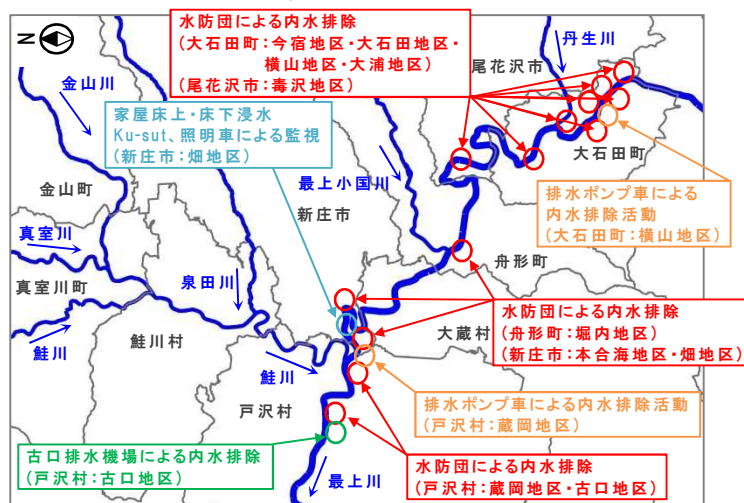 水防団による内水排除
(大石田町:今宿地区・大石田地区・
横山地区・大浦地区)
(尾花沢市:毒沢地区)
N
金山川
丹生川
尾花沢市
家屋床上・床下浸水
Ku-sut、照明車による監視
(新庄市:畑地区)
大石田町
最上小国川
金山町
新庄市
排水ポンプ車による
内水排除活動
(大石田町:横山地区)
真室川
舟形町
泉田川
真室川町
水防団による内水排除
(舟形町:堀内地区)
(新庄市:本合海地区・畑地区)
大蔵村
鮭川村
鮭川
鮭川
戸沢村
排水ポンプ車による内水排除活動
(戸沢村:蔵岡地区)
古口排水機場による内水排除
(戸沢村:古口地区)
水防団による内水排除
(戸沢村:蔵岡地区・古口地区)
最上川